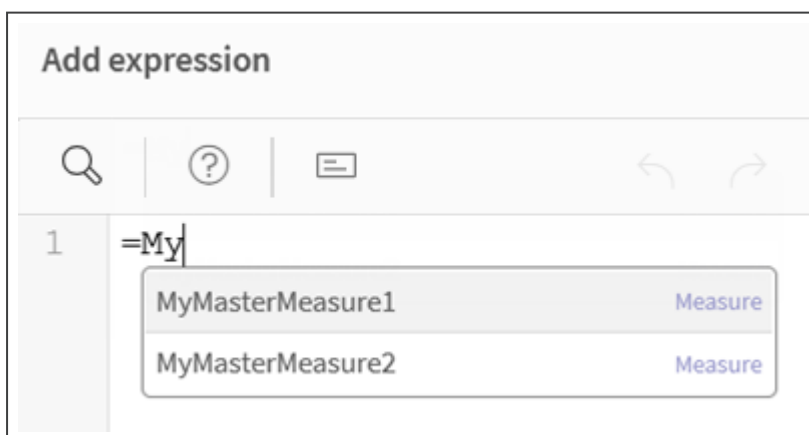 Add expression
?
1 =My
MyMasterMeasure1 Measure
MyMasterMeasure2 Measure